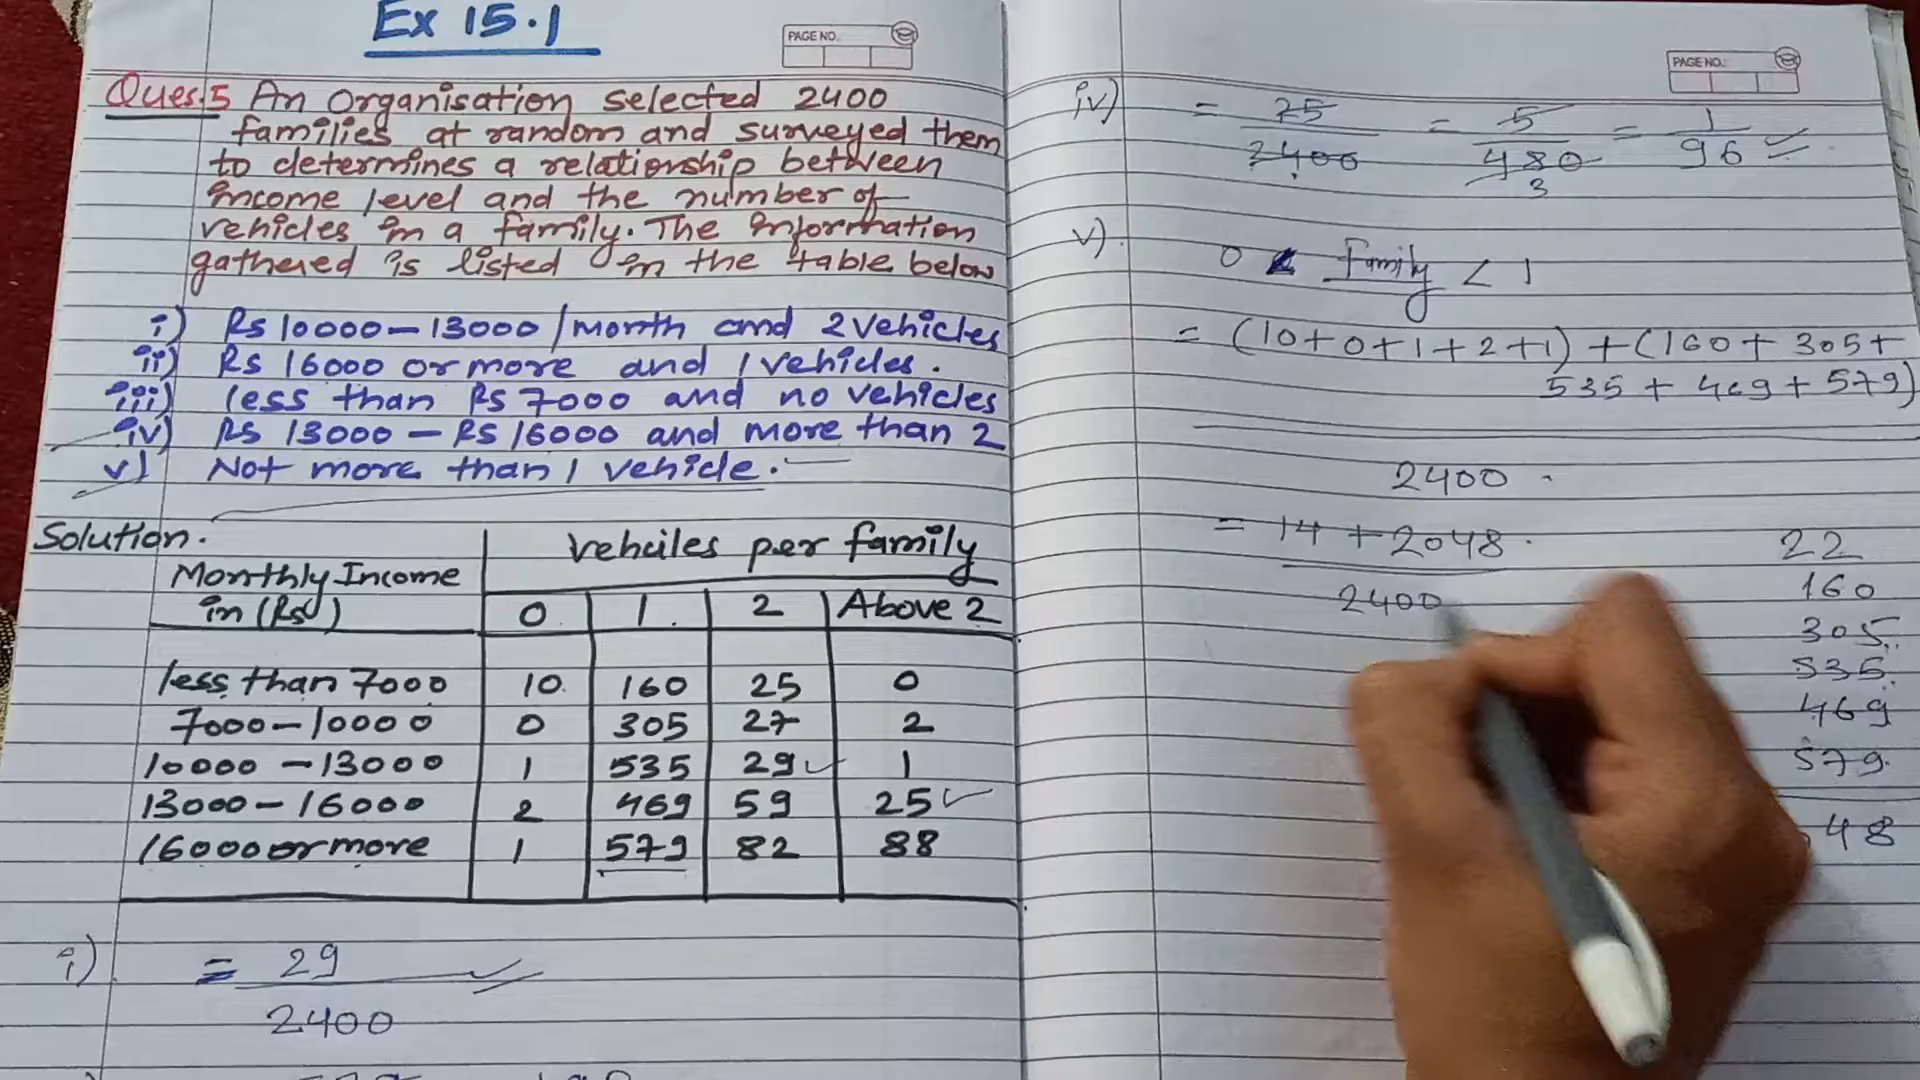 Ex 15.1
PAGE NO.
Ques.5 An Organisation selected 2400
families at random and surveyed them
to determines a relationship between
income level and the number of
vehicles in a family. The information
gathered is listed in the table below
i) Rs 10000-13000/month and 2 vehicles
ii) Rs 16000 or more and 1 vehicles.
iii) less than Rs 7000 and no vehicles
iv) Rs 13000 - Rs 16000 and more than 2
v) Not more than 1 vehicle.
Solution.
Monthly Income in (Rs) vehciles per family
0 1 2 Above 2
less than 7000 10 160 25 0
7000-10000 0 305 27 2
10000-13000 1 535 29 1
13000-16000 2 469 59 25
16000 or more 1 579 82 88
i) = 29
2400
PAGE NO.
iv) = 25 = 5 = 1
2400 480 96
3
v) 0 Family < 1
= (10+0+1+2+1) + (160 + 305 +
535 + 469 + 579)
2400
= 14 + 2048
2400
22
160
305
535
469
579
48